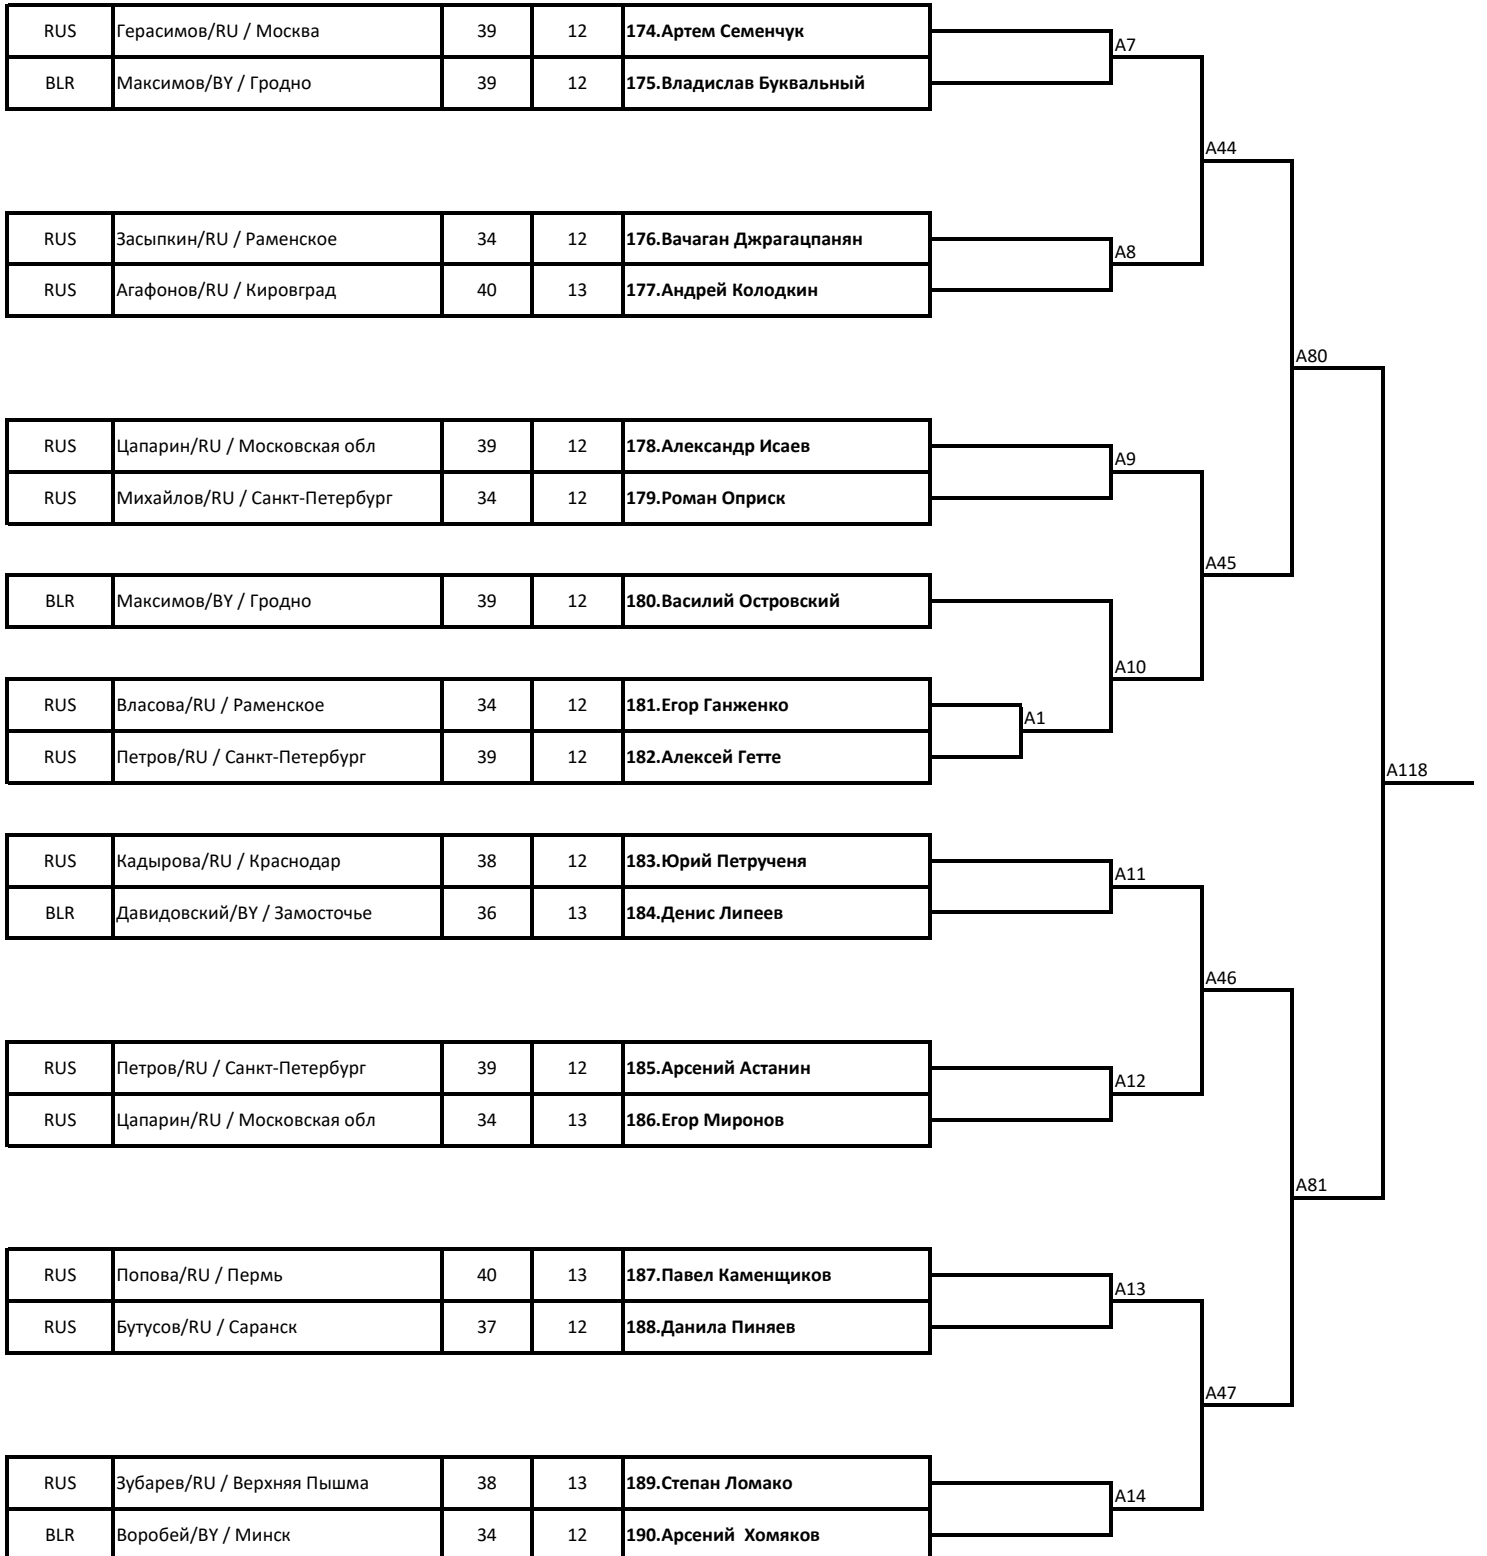 RUS Герасимов/RU / Москва 39 12 174.Артем Семенчук
A7
BLR Максимов/BY / Гродно 39 12 175.Владислав Буквальный
A44
RUS Засыпкин/RU / Раменское 34 12 176.Вачаган Джрагацпанян
A8
RUS Агафонов/RU / Кировград 40 13 177.Андрей Колодкин
A80
RUS Цапарин/RU / Московская обл 39 12 178.Александр Исаев
A9
RUS Михайлов/RU / Санкт-Петербург 34 12 179.Роман Оприск
A45
BLR Максимов/BY / Гродно 39 12 180.Василий Островский
A10
RUS Власова/RU / Раменское 34 12 181.Егор Ганженко
A1
RUS Петров/RU / Санкт-Петербург 39 12 182.Алексей Гетте
A118
RUS Кадырова/RU / Краснодар 38 12 183.Юрий Петрученя
A11
BLR Давидовский/BY / Замосточье 36 13 184.Денис Липеев
A46
RUS Петров/RU / Санкт-Петербург 39 12 185.Арсений Астанин
A12
RUS Цапарин/RU / Московская обл 34 13 186.Егор Миронов
A81
RUS Попова/RU / Пермь 40 13 187.Павел Каменщиков
A13
RUS Бутусов/RU / Саранск 37 12 188.Данила Пиняев
A47
RUS Зубарев/RU / Верхняя Пышма 38 13 189.Степан Ломако
A14
BLR Воробей/BY / Минск 34 12 190.Арсений  Хомяков